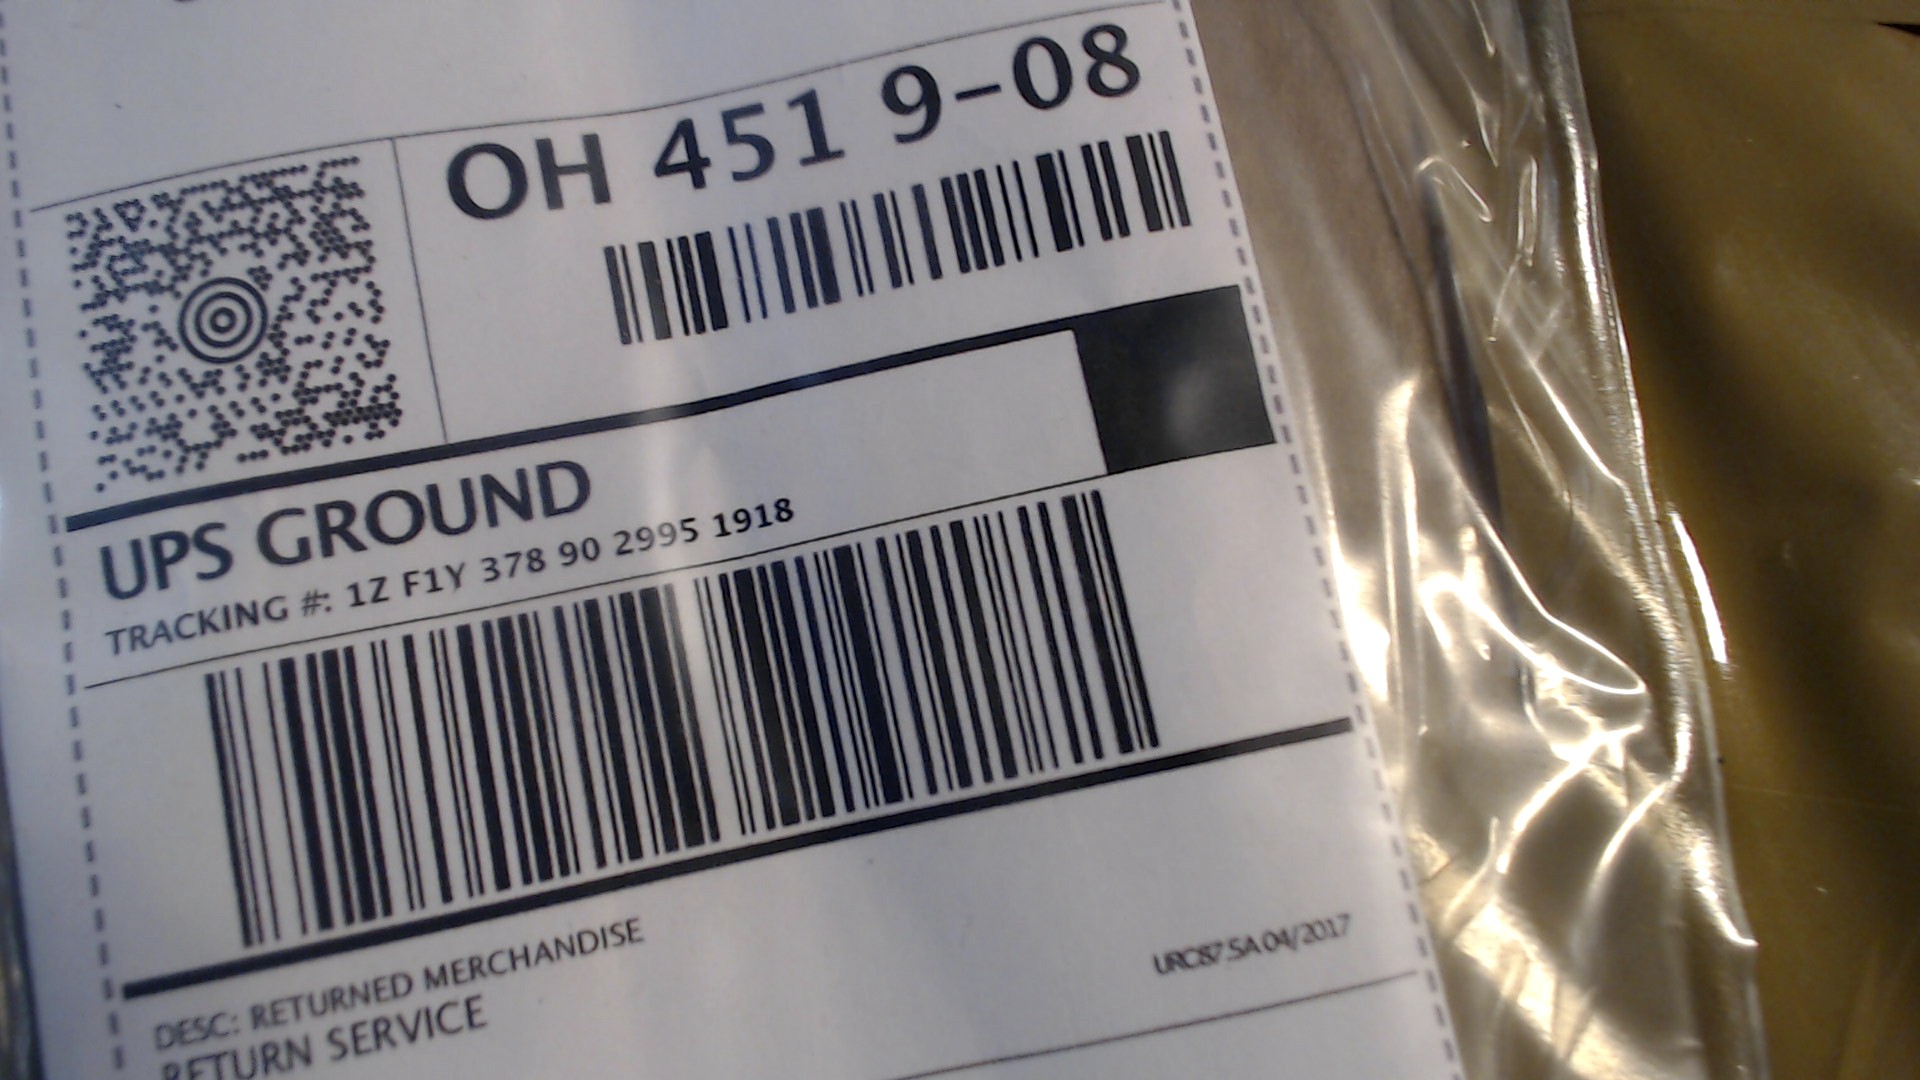 OH 451 9-08
UPS GROUND
TRACKING #: 1Z F1Y 378 90 2995 1918
DESC: RETURNED MERCHANDISE
RETURN SERVICE
URC87.5A 04/2017